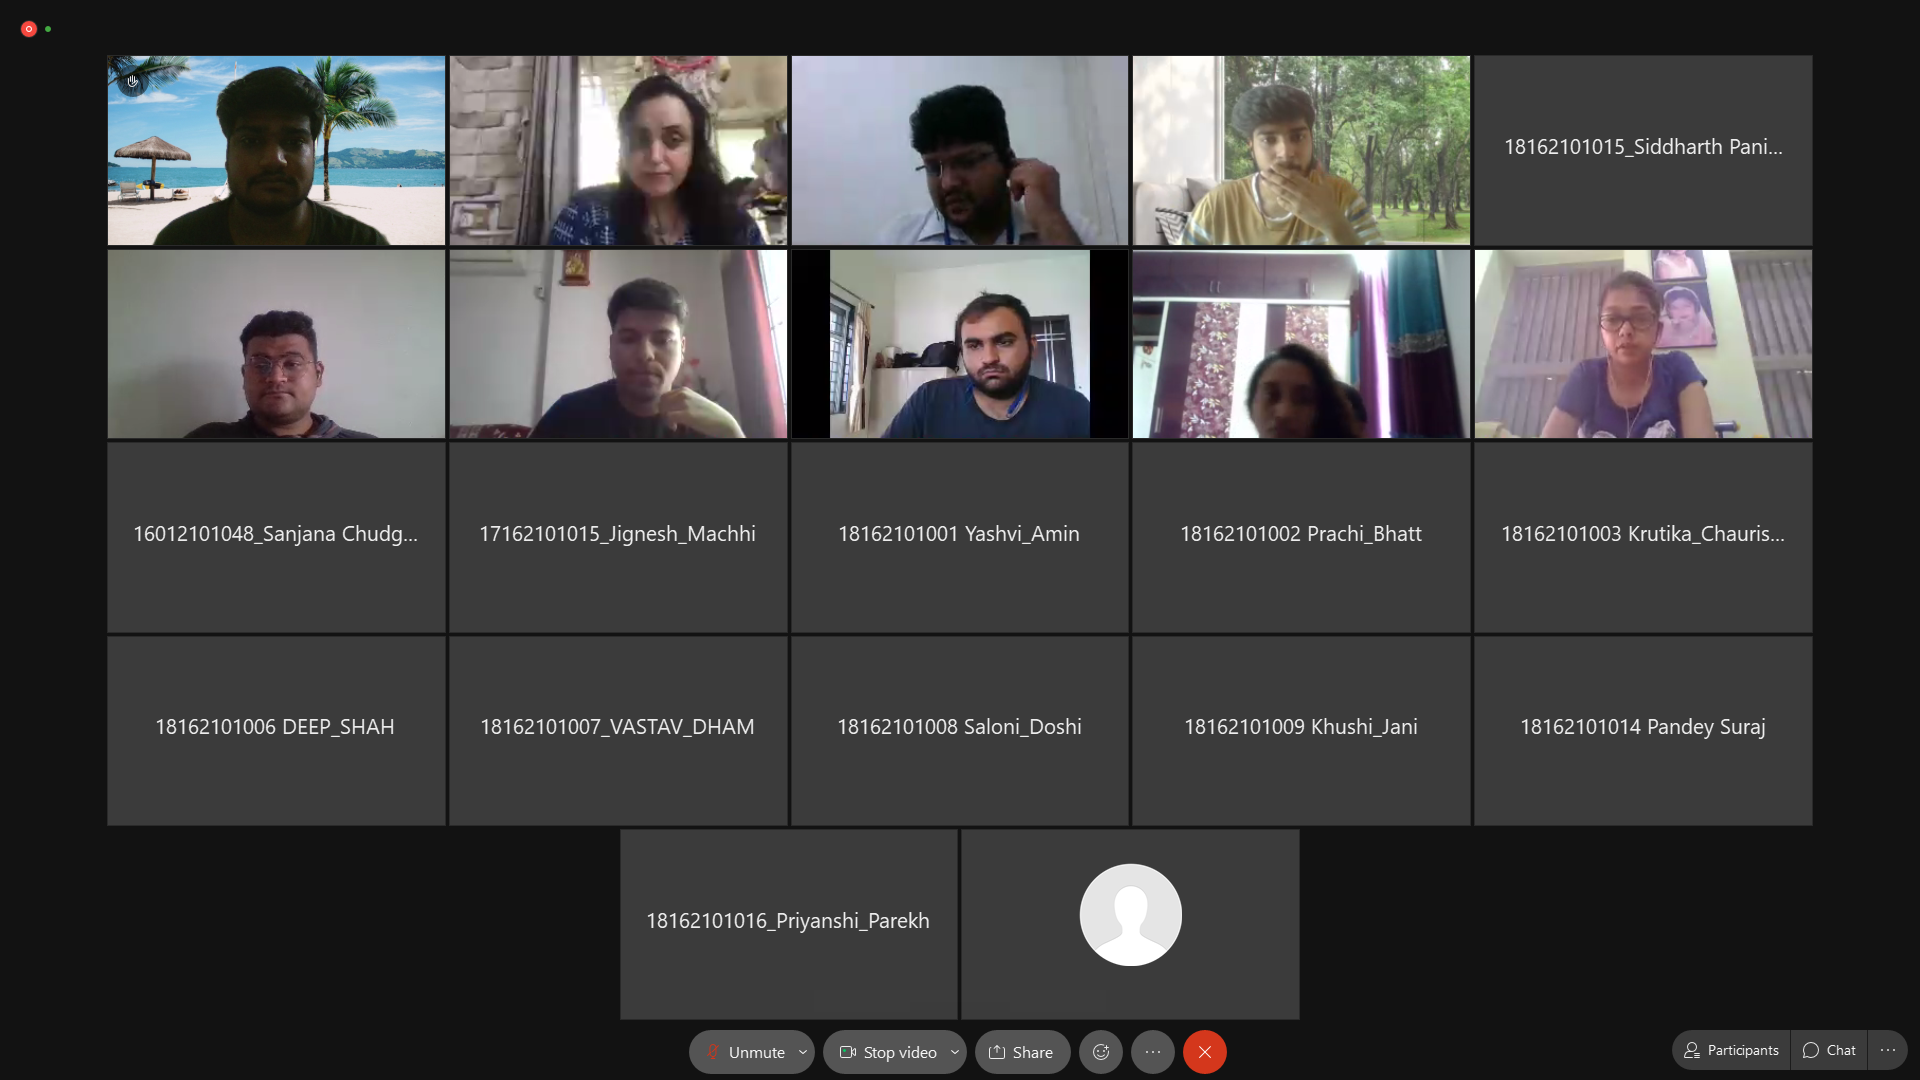 18162101015_Siddharth Pani...
16012101048_Sanjana Chudg...
17162101015_Jignesh_Machhi
18162101001 Yashvi_Amin
18162101002 Prachi_Bhatt
18162101003 Krutika_Chauris...
18162101006 DEEP_SHAH
18162101007_VASTAV_DHAM
18162101008 Saloni_Doshi
18162101009 Khushi_Jani
18162101014 Pandey Suraj
18162101016_Priyanshi_Parekh
Unmute
Stop video
Share
Participants
Chat